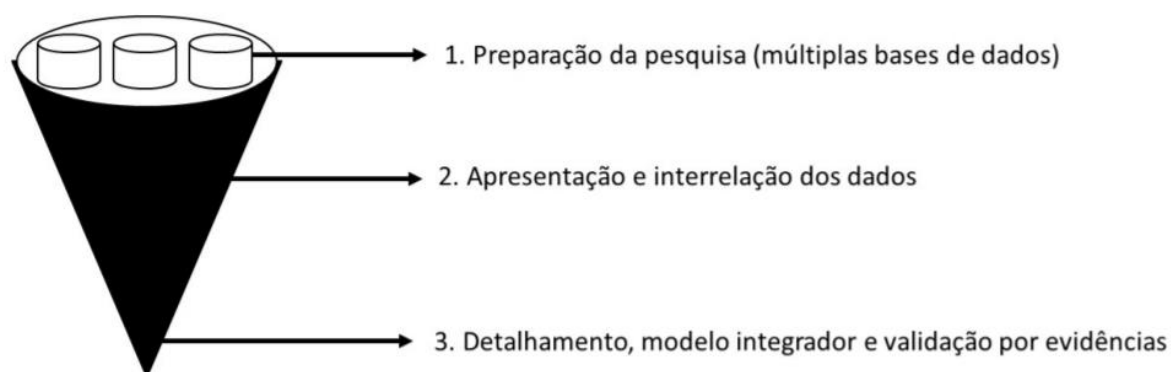 1. Preparação da pesquisa (múltiplas bases de dados)
2. Apresentação e interrelação dos dados
3. Detalhamento, modelo integrador e validação por evidências